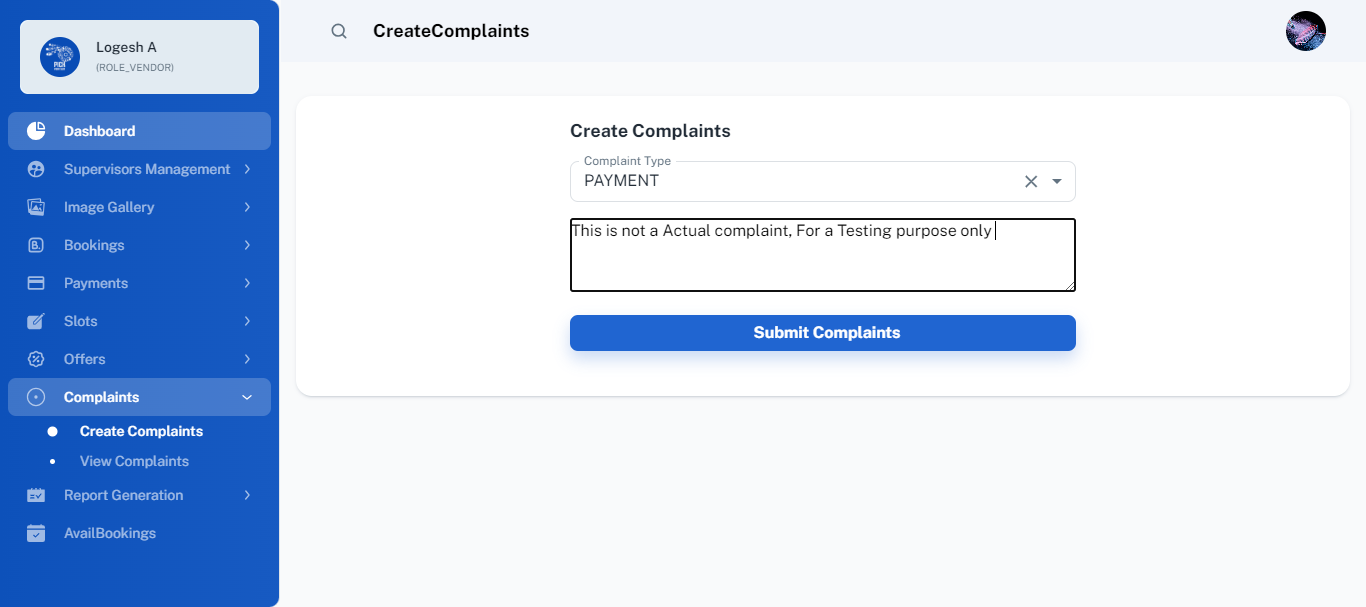 Logesh A
(ROLE_VENDOR)
Dashboard
Supervisors Management
Image Gallery
Bookings
Payments
Slots
Offers
Complaints
Create Complaints
View Complaints
Report Generation
AvailBookings
CreateComplaints
Create Complaints
Complaint Type
PAYMENT
This is not a Actual complaint, For a Testing purpose only
Submit Complaints